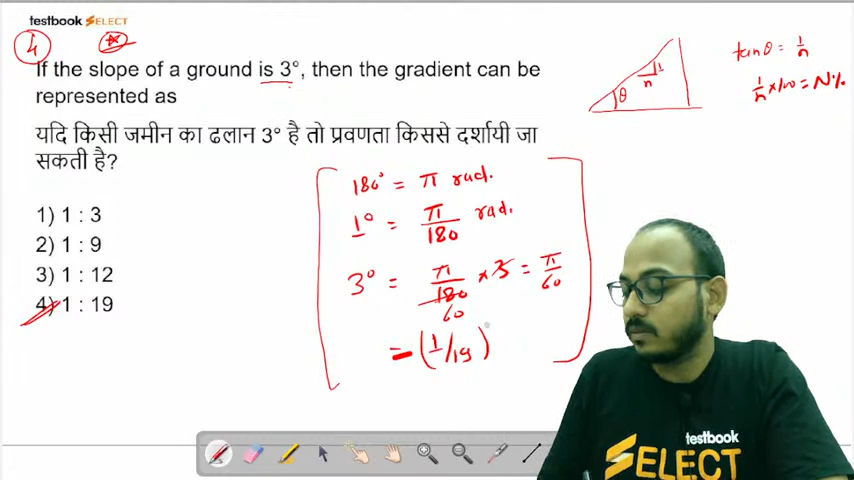 testbook SELECT
4
If the slope of a ground is 3°, then the gradient can be
represented as
यदि किसी जमीन का ढलान 3° है तो प्रवणता किससे दर्शायी जा
सकती है?
1) 1 : 3
2) 1 : 9
3) 1 : 12
4) 1 : 19
180° = π rad.
1° = π/180 rad.
3° = π/180 × 3 = π/60
60
= (1/19)
θ
1
n
tanθ = 1/n
1/n × 100 = N%
testbook
SELECT